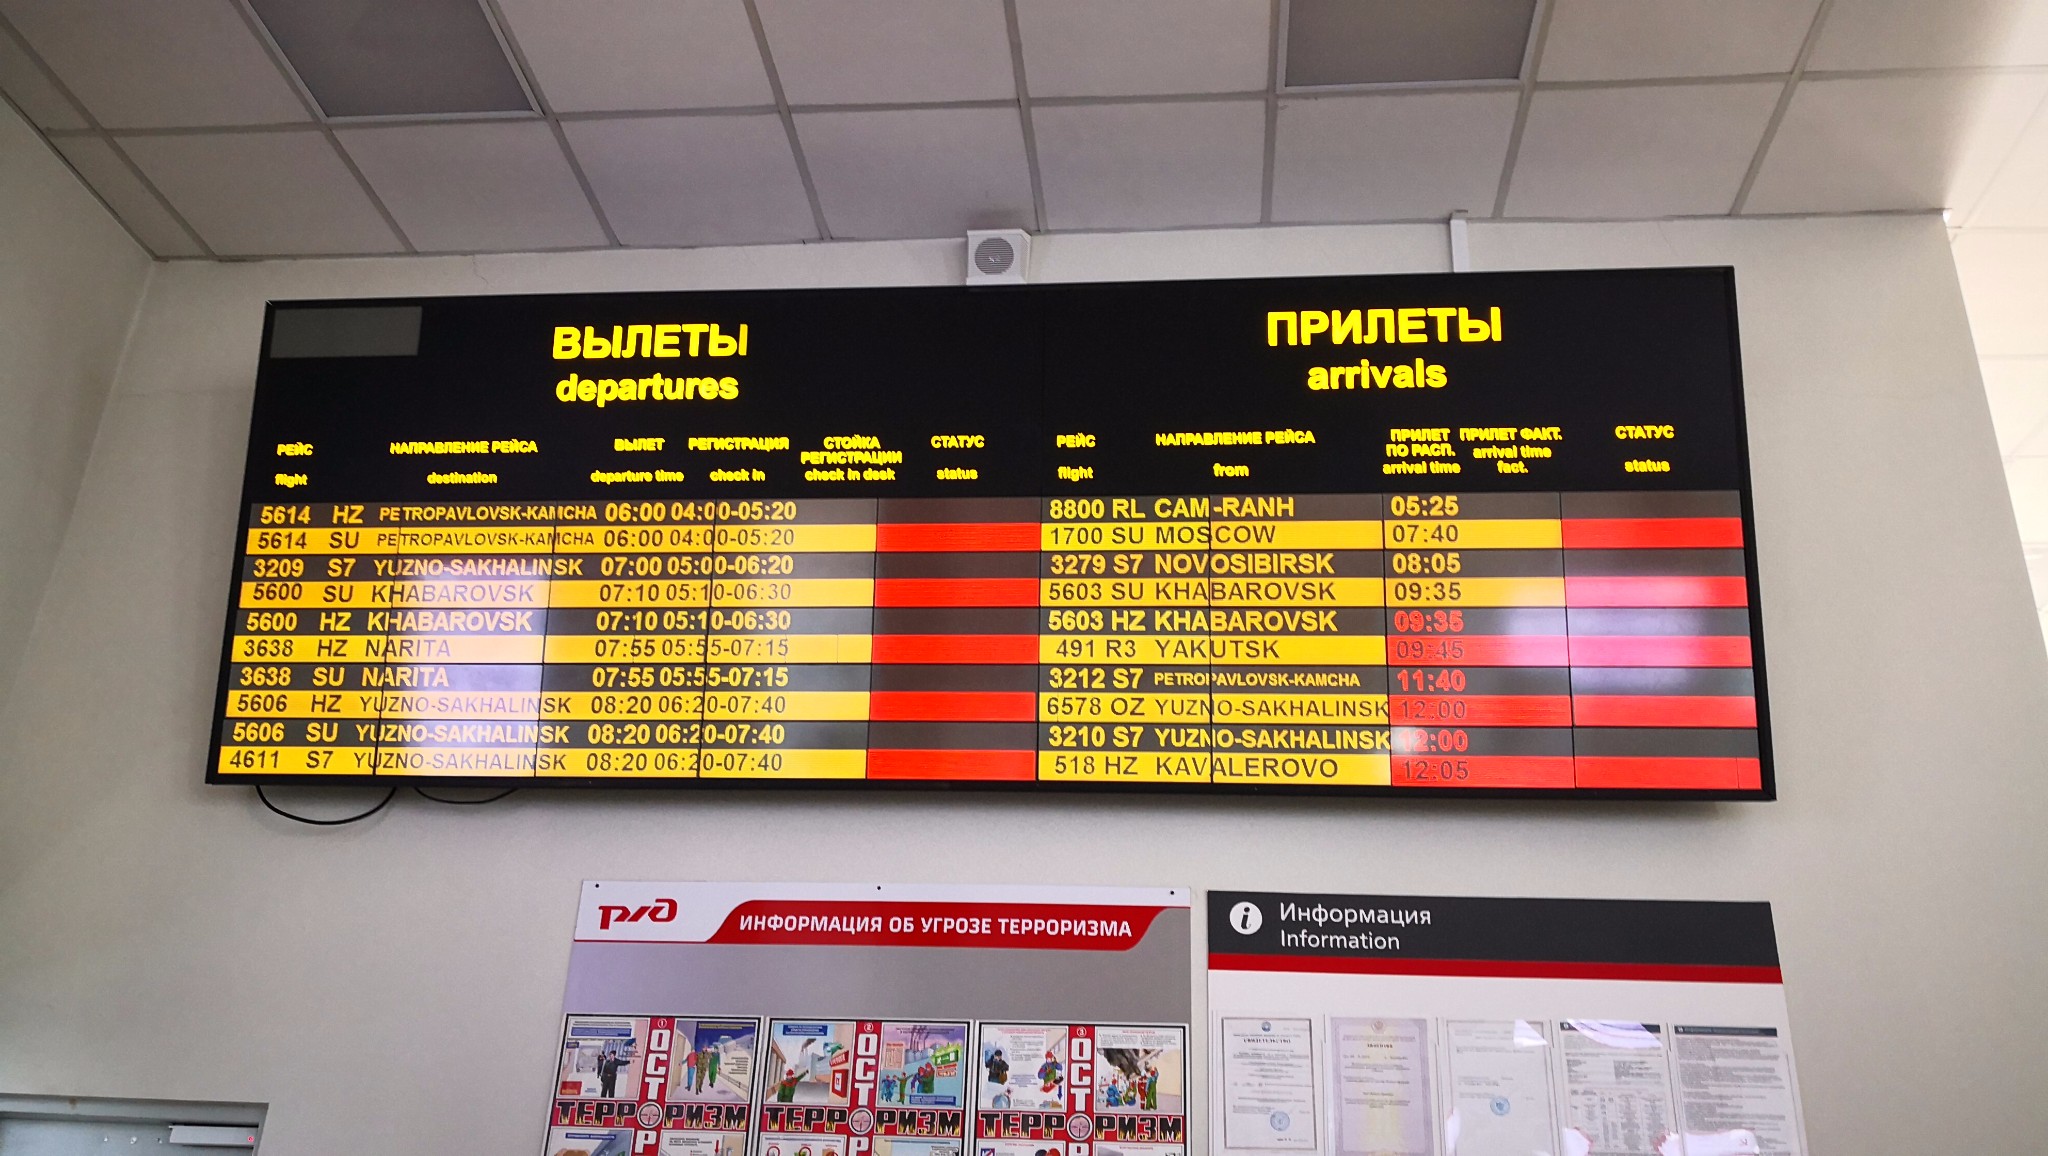 ВЫЛЕТЫ
departures
РЕЙС НАПРАВЛЕНИЕ РЕЙСА ВЫЛЕТ РЕГИСТРАЦИЯ СТОЙКА РЕГИСТРАЦИИ СТАТУС
flight destination departure time check in check in desk status
5614 HZ PETROPAVLOVSK-KAMCHA 06:00 04:00-05:20
5614 SU PETROPAVLOVSK-KAMCHA 06:00 04:00-05:20
3209 S7 YUZNO-SAKHALINSK 07:00 05:00-06:20
5600 SU KHABAROVSK 07:10 05:10-06:30
5600 HZ KHABAROVSK 07:10 05:10-06:30
3638 HZ NARITA 07:55 05:55-07:15
3638 SU NARITA 07:55 05:55-07:15
5606 HZ YUZNO-SAKHALINSK 08:20 06:20-07:40
5606 SU YUZNO-SAKHALINSK 08:20 06:20-07:40
4611 S7 YUZNO-SAKHALINSK 08:20 06:20-07:40
ПРИЛЕТЫ
arrivals
РЕЙС НАПРАВЛЕНИЕ РЕЙСА ПРИЛЕТ ПО РАСП. ПРИЛЕТ ФАКТ. СТАТУС
flight from arrival time arrival time fact. status
8800 RL CAM-RANH 05:25
1700 SU MOSCOW 07:40
3279 S7 NOVOSIBIRSK 08:05
5603 SU KHABAROVSK 09:35
5603 HZ KHABAROVSK 09:35
491 R3 YAKUTSK 09:45
3212 S7 PETROPAVLOVSK-KAMCHA 11:40
6578 OZ YUZNO-SAKHALINSK 12:00
3210 S7 YUZNO-SAKHALINSK 12:00
518 HZ KAVALEROVO 12:05
ржд ИНФОРМАЦИЯ ОБ УГРОЗЕ ТЕРРОРИЗМА
i Информация
Information
1 2 3
ОСТОР ОСТОР ОСТОР
ТЕРРОРИЗМ ТЕРРОРИЗМ ТЕРРОРИЗМ